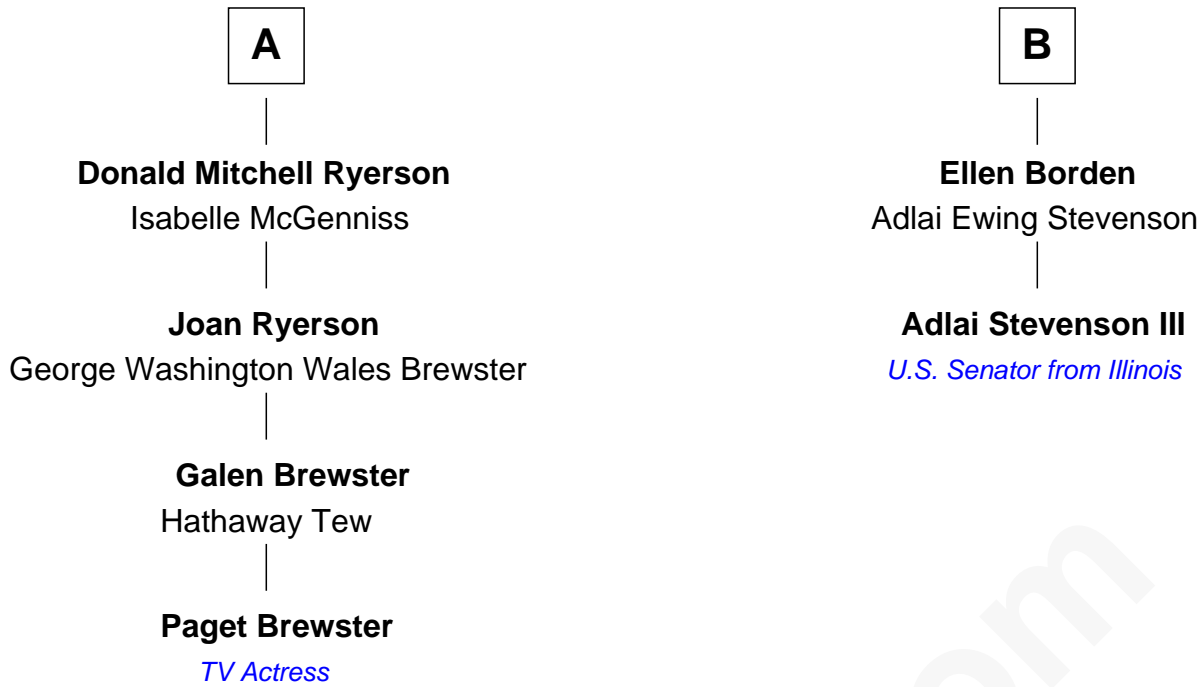 A
Donald Mitchell Ryerson
Isabelle McGenniss
Joan Ryerson
George Washington Wales Brewster
Galen Brewster
Hathaway Tew
Paget Brewster
TV Actress
B
Ellen Borden
Adlai Ewing Stevenson
Adlai Stevenson III
U.S. Senator from Illinois
om